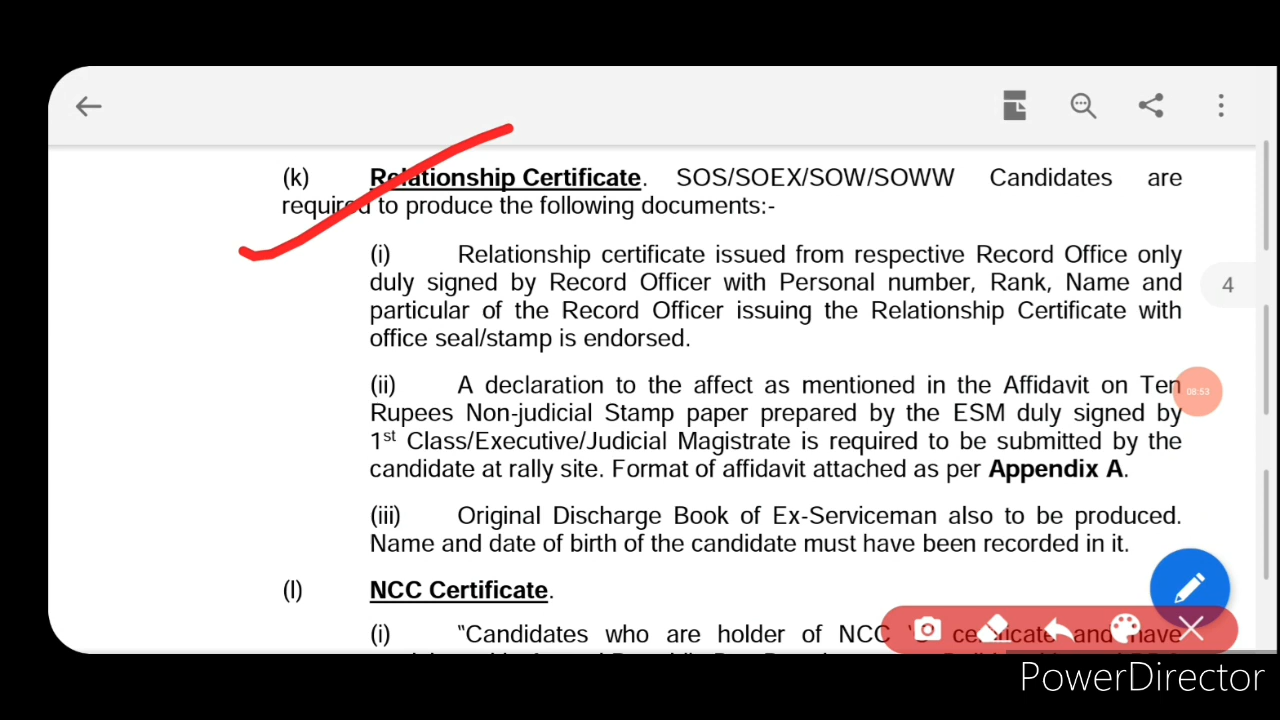 (k) Relationship Certificate. SOS/SOEX/SOW/SOWW Candidates are
required to produce the following documents:-
(i) Relationship certificate issued from respective Record Office only
duly signed by Record Officer with Personal number, Rank, Name and
particular of the Record Officer issuing the Relationship Certificate with
office seal/stamp is endorsed.
4
(ii) A declaration to the affect as mentioned in the Affidavit on Ten
08:53
Rupees Non-judicial Stamp paper prepared by the ESM duly signed by
1st Class/Executive/Judicial Magistrate is required to be submitted by the
candidate at rally site. Format of affidavit attached as per Appendix A.
(iii) Original Discharge Book of Ex-Serviceman also to be produced.
Name and date of birth of the candidate must have been recorded in it.
(l) NCC Certificate.
(i) "Candidates who are holder of NCC certificate and have
PowerDirector